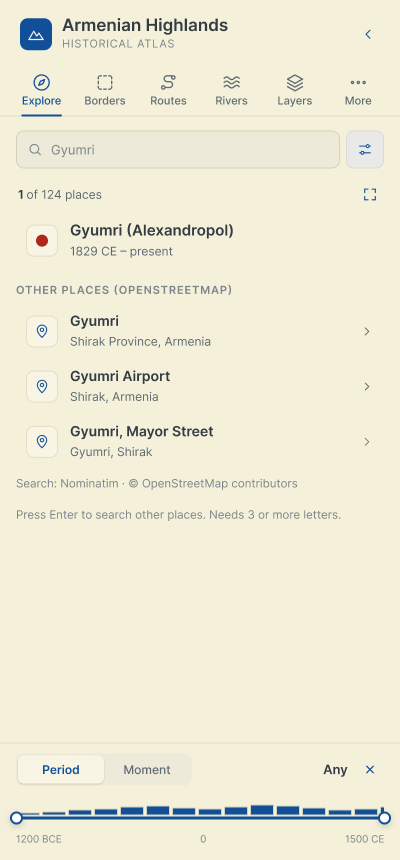 Armenian Highlands
HISTORICAL ATLAS
Explore Borders Routes Rivers Layers More
Gyumri
1 of 124 places
Gyumri (Alexandropol)
1829 CE – present
OTHER PLACES (OPENSTREETMAP)
Gyumri
Shirak Province, Armenia
Gyumri Airport
Shirak, Armenia
Gyumri, Mayor Street
Gyumri, Shirak
Search: Nominatim · © OpenStreetMap contributors
Press Enter to search other places. Needs 3 or more letters.
Period Moment Any
1200 BCE 0 1500 CE